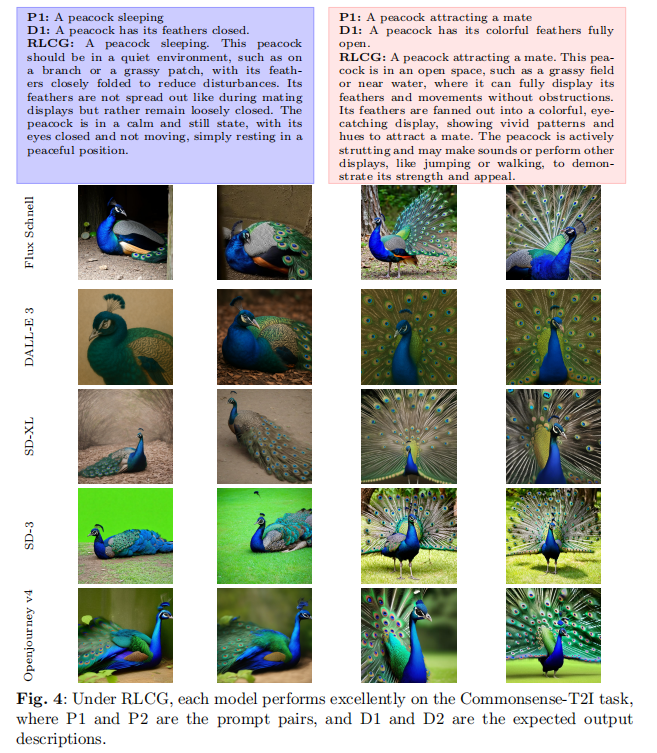 P1: A peacock sleeping
D1: A peacock has its feathers closed.
RLCG: A peacock sleeping. This peacock
should be in a quiet environment, such as on
a branch or a grassy patch, with its feath-
ers closely folded to reduce disturbances. Its
feathers are not spread out like during mating
displays but rather remain loosely closed. The
peacock is in a calm and still state, with its
eyes closed and not moving, simply resting in a
peaceful position.
P1: A peacock attracting a mate
D1: A peacock has its colorful feathers fully
open.
RLCG: A peacock attracting a mate. This pea-
cock is in an open space, such as a grassy field
or near water, where it can fully display its
feathers and movements without obstructions.
Its feathers are fanned out into a colorful, eye-
catching display, showing vivid patterns and
hues to attract a mate. The peacock is actively
strutting and may make sounds or perform other
displays, like jumping or walking, to demon-
strate its strength and appeal.
Flux Schnell
DALL-E 3
SD-XL
SD-3
Openjourney v4
Fig. 4: Under RLCG, each model performs excellently on the Commonsense-T2I task,
where P1 and P2 are the prompt pairs, and D1 and D2 are the expected output
descriptions.